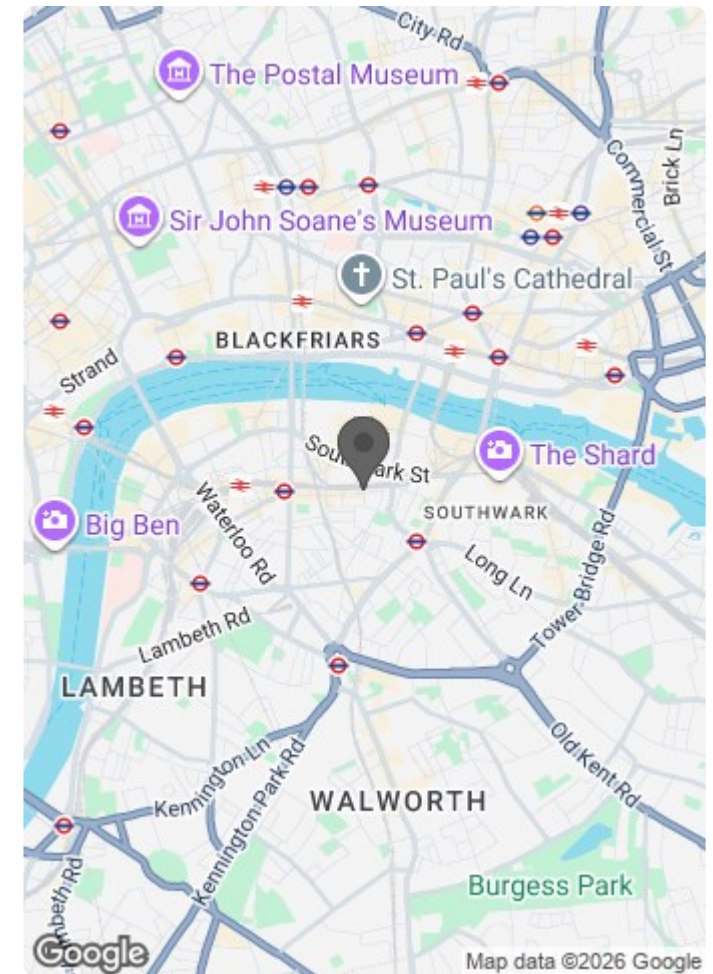 City Rd
The Postal Museum
Commercial St
Brick Ln
Sir John Soane's Museum
St. Paul's Cathedral
BLACKFRIARS
Strand
The Shard
SOUTHWARK
Big Ben
Waterloo Rd
Long Ln
Tower Bridge Rd
Lambeth Rd
LAMBETH
Old Kent Rd
Kennington Ln
Kennington Park Rd
WALWORTH
Burgess Park
Google
Map data ©2026 Google